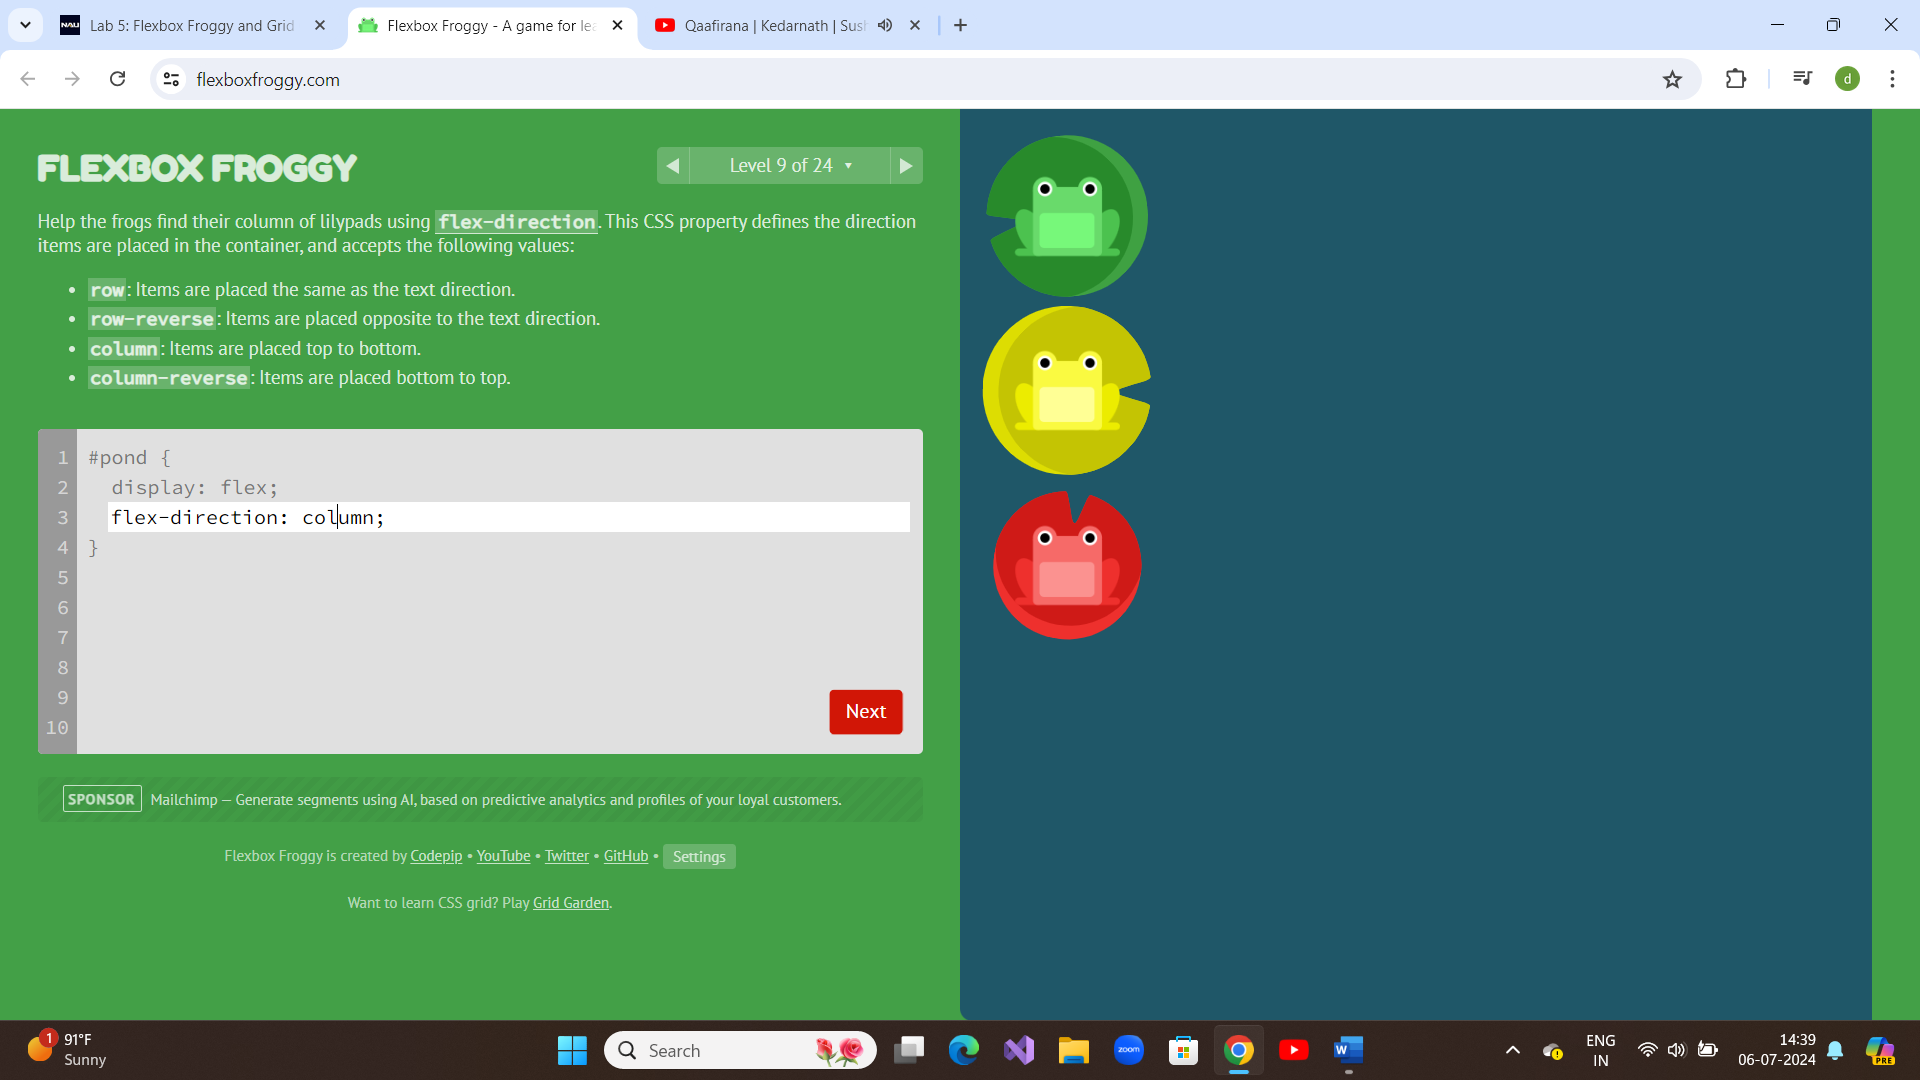 Lab 5: Flexbox Froggy and Grid
Flexbox Froggy - A game for lea
Qaafirana | Kedarnath | Sush
flexboxfroggy.com
d
FLEXBOX FROGGY
Level 9 of 24
Help the frogs find their column of lilypads using flex-direction. This CSS property defines the direction
items are placed in the container, and accepts the following values:
• row: Items are placed the same as the text direction.
• row-reverse: Items are placed opposite to the text direction.
• column: Items are placed top to bottom.
• column-reverse: Items are placed bottom to top.
1 #pond {
2 display: flex;
3 flex-direction: column;
4 }
5
6
7
8
9
10
Next
SPONSOR Mailchimp — Generate segments using AI, based on predictive analytics and profiles of your loyal customers.
Flexbox Froggy is created by Codepip • YouTube • Twitter • GitHub • Settings
Want to learn CSS grid? Play Grid Garden.
1
91°F
Sunny
Search
zoom
W
ENG
IN
14:39
06-07-2024
PRE